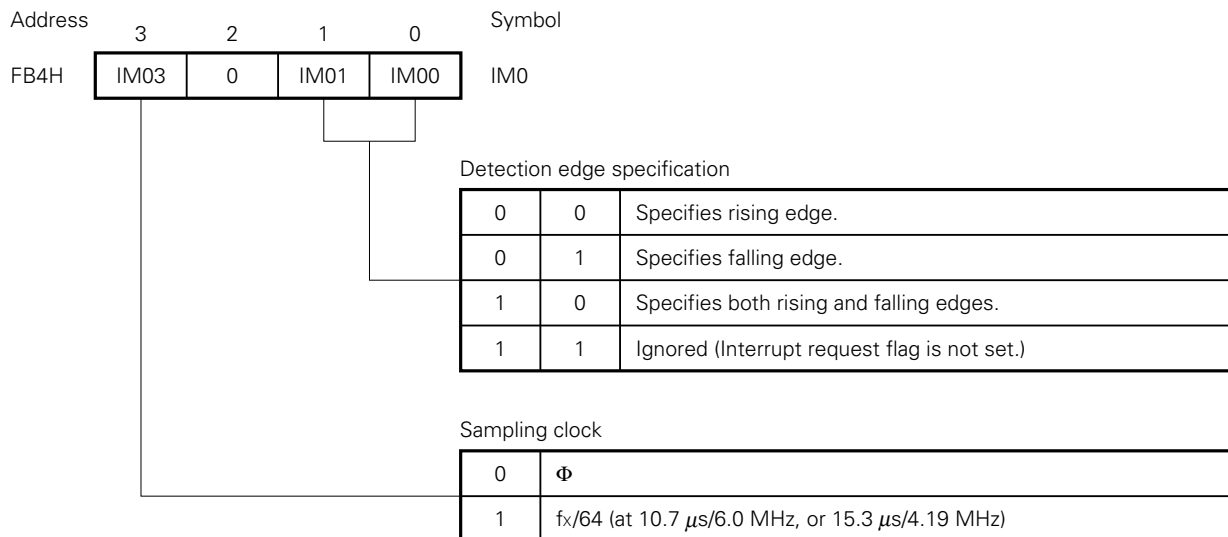 Address 3 2 1 0 Symbol
FB4H IM03 0 IM01 IM00 IM0
Detection edge specification
0 0 Specifies rising edge.
0 1 Specifies falling edge.
1 0 Specifies both rising and falling edges.
1 1 Ignored (Interrupt request flag is not set.)
Sampling clock
0 Φ
1 fx/64 (at 10.7 μs/6.0 MHz, or 15.3 μs/4.19 MHz)